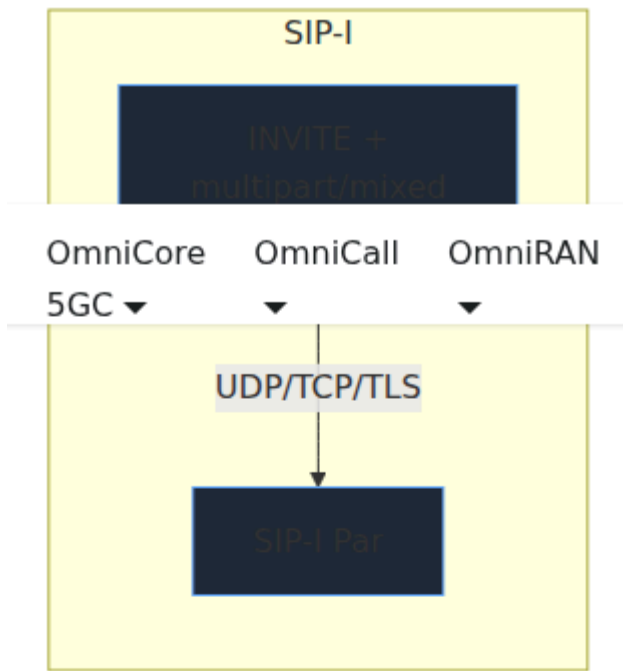 SIP-I
INVITE +
multipart/mixed
OmniCore OmniCall OmniRAN
5GC
UDP/TCP/TLS
SIP-I Par